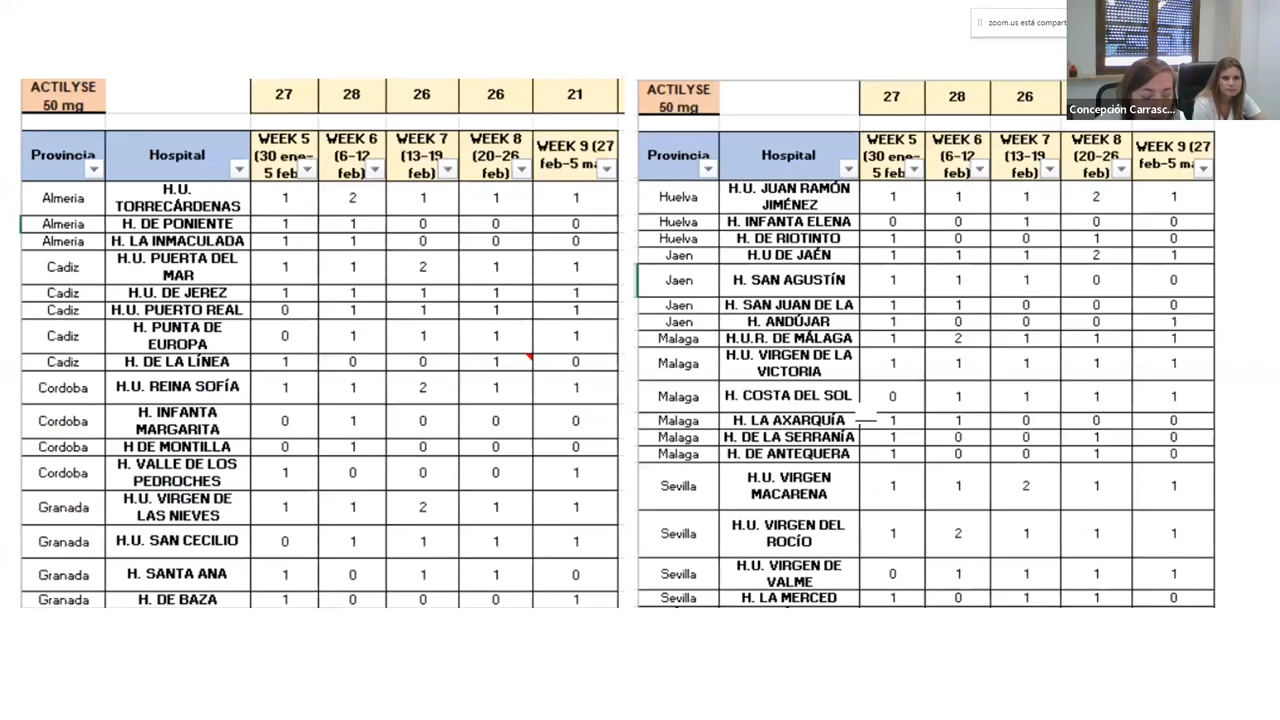 zoom.us está compart
Concepción Carrasc...
ACTILYSE
50 mg
27 28 26 26 21
Provincia Hospital WEEK 5 (30 ene-5 feb) WEEK 6 (6-12 feb) WEEK 7 (13-19 feb) WEEK 8 (20-26 feb) WEEK 9 (27 feb-5 ma
Almeria H.U. TORRECÁRDENAS 1 2 1 1 1
Almeria H. DE PONIENTE 1 1 0 0 0
Almeria H. LA INMACULADA 1 1 0 0 0
Cadiz H.U. PUERTA DEL MAR 1 1 2 1 1
Cadiz H.U. DE JEREZ 1 1 1 1 1
Cadiz H.U. PUERTO REAL 0 1 1 1 1
Cadiz H. PUNTA DE EUROPA 0 1 1 1 1
Cadiz H. DE LA LÍNEA 1 0 0 1 0
Cordoba H.U. REINA SOFÍA 1 1 2 1 1
Cordoba H. INFANTA MARGARITA 0 1 0 0 0
Cordoba H DE MONTILLA 0 1 0 0 0
Cordoba H. VALLE DE LOS PEDROCHES 1 0 0 0 1
Granada H.U. VIRGEN DE LAS NIEVES 1 1 2 1 1
Granada H.U. SAN CECILIO 0 1 1 1 1
Granada H. SANTA ANA 1 0 1 1 0
Granada H. DE BAZA 1 0 0 0 1
ACTILYSE
50 mg
27 28 26
Provincia Hospital WEEK 5 (30 ene-5 feb) WEEK 6 (6-12 feb) WEEK 7 (13-19 feb) WEEK 8 (20-26 feb) WEEK 9 (27 feb-5 ma
Huelva H.U. JUAN RAMÓN JIMÉNEZ 1 1 1 2 1
Huelva H. INFANTA ELENA 0 0 1 0 0
Huelva H. DE RIOTINTO 1 0 0 1 0
Jaen H.U DE JAÉN 1 1 1 2 1
Jaen H. SAN AGUSTÍN 1 1 1 0 0
Jaen H. SAN JUAN DE LA 1 1 0 0 0
Jaen H. ANDÚJAR 1 0 0 0 1
Malaga H.U.R. DE MÁLAGA 1 2 1 1 1
Malaga H.U. VIRGEN DE LA VICTORIA 1 1 1 1 1
Malaga H. COSTA DEL SOL 0 1 1 1 1
Malaga H. LA AXARQUÍA 1 1 0 0 0
Malaga H. DE LA SERRANÍA 1 0 0 1 0
Malaga H. DE ANTEQUERA 1 0 0 1 0
Sevilla H.U. VIRGEN MACARENA 1 1 2 1 1
Sevilla H.U. VIRGEN DEL ROCÍO 1 2 1 1 1
Sevilla H.U. VIRGEN DE VALME 0 1 1 1 1
Sevilla H. LA MERCED 1 0 1 1 0